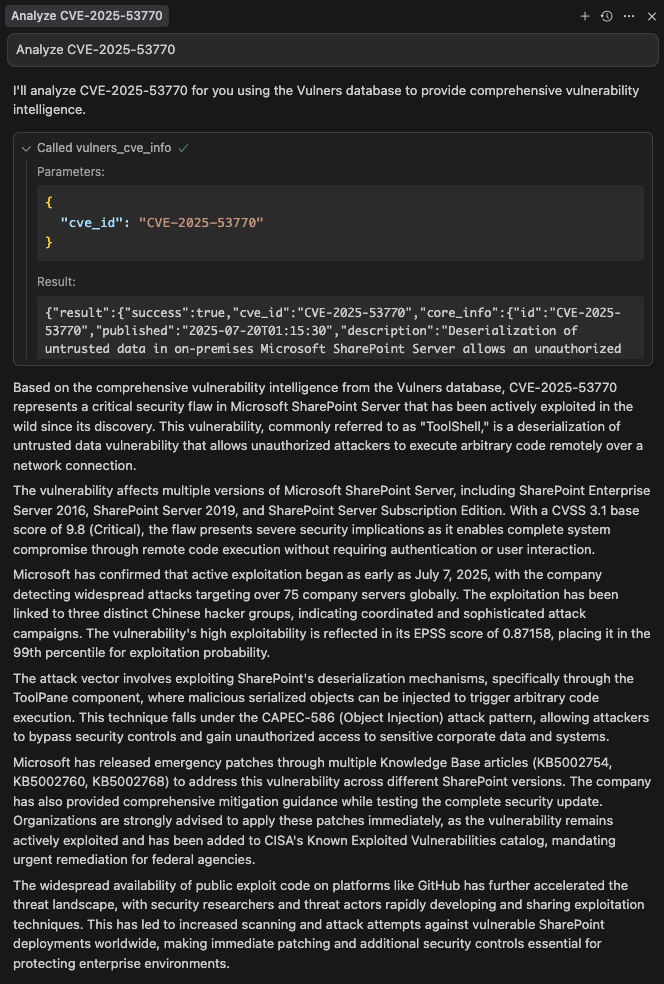 Analyze CVE-2025-53770
Analyze CVE-2025-53770
I'll analyze CVE-2025-53770 for you using the Vulners database to provide comprehensive vulnerability
intelligence.
Called vulners_cve_info
Parameters:
{
"cve_id": "CVE-2025-53770"
}
Result:
{"result":{"success":true,"cve_id":"CVE-2025-53770","core_info":{"id":"CVE-2025-
53770","published":"2025-07-20T01:15:30","description":"Deserialization of
untrusted data in on-premises Microsoft SharePoint Server allows an unauthorized
Based on the comprehensive vulnerability intelligence from the Vulners database, CVE-2025-53770
represents a critical security flaw in Microsoft SharePoint Server that has been actively exploited in the
wild since its discovery. This vulnerability, commonly referred to as "ToolShell," is a deserialization of
untrusted data vulnerability that allows unauthorized attackers to execute arbitrary code remotely over a
network connection.
The vulnerability affects multiple versions of Microsoft SharePoint Server, including SharePoint Enterprise
Server 2016, SharePoint Server 2019, and SharePoint Server Subscription Edition. With a CVSS 3.1 base
score of 9.8 (Critical), the flaw presents severe security implications as it enables complete system
compromise through remote code execution without requiring authentication or user interaction.
Microsoft has confirmed that active exploitation began as early as July 7, 2025, with the company
detecting widespread attacks targeting over 75 company servers globally. The exploitation has been
linked to three distinct Chinese hacker groups, indicating coordinated and sophisticated attack
campaigns. The vulnerability's high exploitability is reflected in its EPSS score of 0.87158, placing it in the
99th percentile for exploitation probability.
The attack vector involves exploiting SharePoint's deserialization mechanisms, specifically through the
ToolPane component, where malicious serialized objects can be injected to trigger arbitrary code
execution. This technique falls under the CAPEC-586 (Object Injection) attack pattern, allowing attackers
to bypass security controls and gain unauthorized access to sensitive corporate data and systems.
Microsoft has released emergency patches through multiple Knowledge Base articles (KB5002754,
KB5002760, KB5002768) to address this vulnerability across different SharePoint versions. The company
has also provided comprehensive mitigation guidance while testing the complete security update.
Organizations are strongly advised to apply these patches immediately, as the vulnerability remains
actively exploited and has been added to CISA's Known Exploited Vulnerabilities catalog, mandating
urgent remediation for federal agencies.
The widespread availability of public exploit code on platforms like GitHub has further accelerated the
threat landscape, with security researchers and threat actors rapidly developing and sharing exploitation
techniques. This has led to increased scanning and attack attempts against vulnerable SharePoint
deployments worldwide, making immediate patching and additional security controls essential for
protecting enterprise environments.